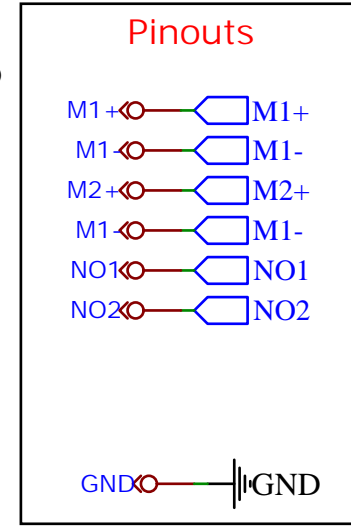 Pinouts
M1+ M1+
M1- M1-
M2+ M2+
M1- M1-
NO1 NO1
NO2 NO2
GND GND